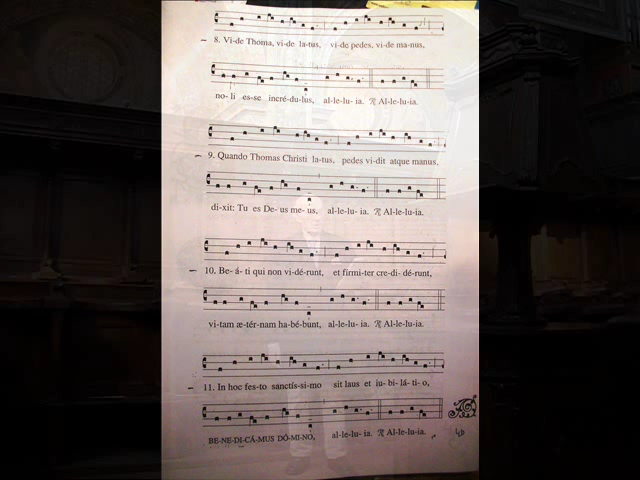 8. Vi-de Thoma, vi-de la-tus, vi-de pedes, vi-de ma-nus,
no-li es-se incré-du-lus, al-le-lu-ia. ℟ Al-le-lu-ia.
9. Quando Thomas Christi la-tus, pedes vi-dit atque manus.
di-xit: Tu es De-us me-us, al-le-lu-ia. ℟ Al-le-lu-ia.
10. Be-á-ti qui non vi-dé-runt, et firmi-ter cre-di-dé-runt,
vi-tam æ-tér-nam ha-bé-bunt, al-le-lu-ia. ℟ Al-le-lu-ia.
11. In hoc fes-to sanctís-si-mo sit laus et iu-bi-lá-ti-o,
BE-NE-DI-CÁ-MUS DÓ-MI-NO, al-le-lu-ia. ℟ Al-le-lu-ia.